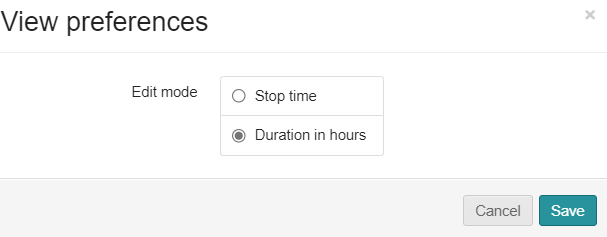 View preferences
×
Edit mode
Stop time
Duration in hours
Cancel
Save